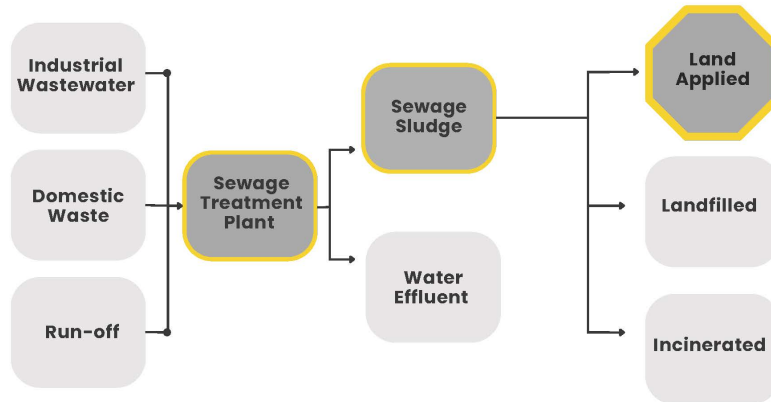 Industrial
Wastewater
Domestic
Waste
Run-off
Sewage
Treatment
Plant
Sewage
Sludge
Water
Effluent
Land
Applied
Landfilled
Incinerated